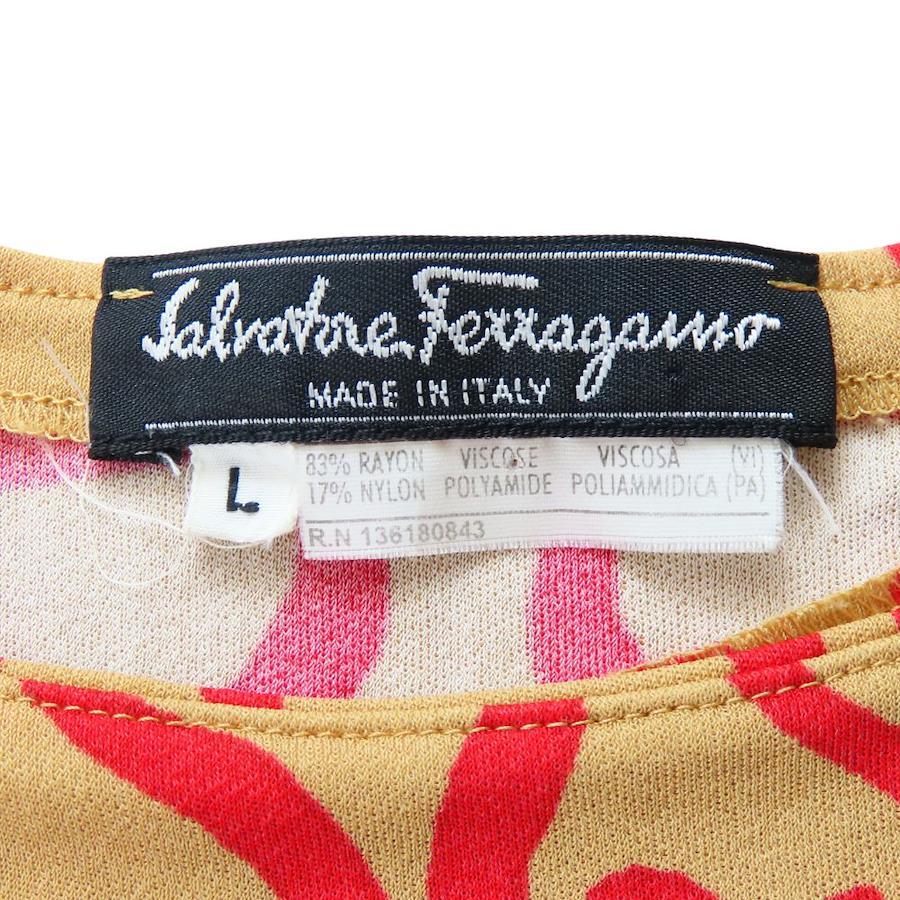 Salvatore Ferragamo
MADE IN ITALY
L
83% RAYON VISCOSE VISCOSA (VI)
17% NYLON POLYAMIDE POLIAMMIDICA (PA)
R.N 136180843